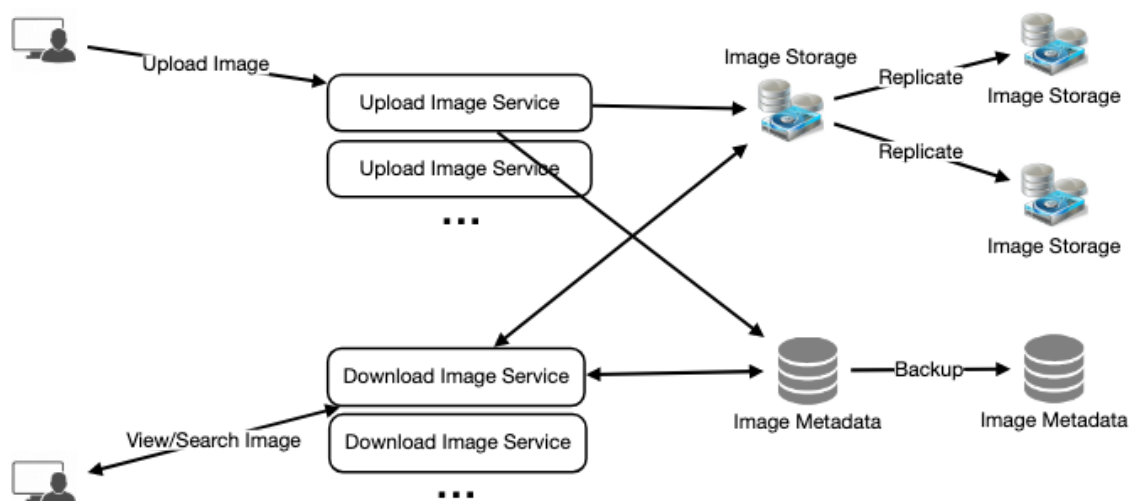 Upload Image
Upload Image Service
Upload Image Service
...
Image Storage
Replicate
Image Storage
Replicate
Image Storage
Download Image Service
Download Image Service
...
View/Search Image
Image Metadata
Backup
Image Metadata